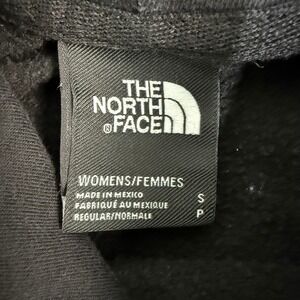 THE
NORTH
® FACE
WOMENS/FEMMES
MADE IN MEXICO
FABRIQUÉ AU MEXIQUE
REGULAR/NORMALE
S
P